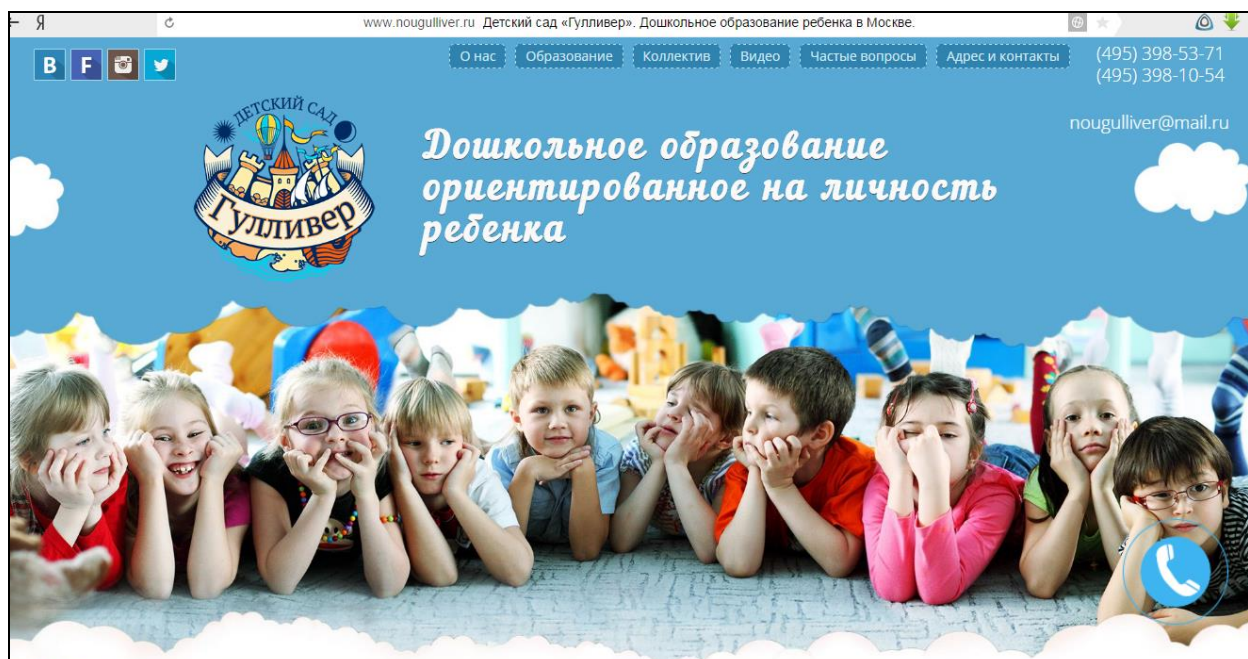 Я
www.nougulliver.ru Детский сад «Гулливер». Дошкольное образование ребенка в Москве.
В F
О нас Образование Коллектив Видео Частые вопросы Адрес и контакты
(495) 398-53-71
(495) 398-10-54
nougulliver@mail.ru
ДЕТСКИЙ САД
Гулливер
Дошкольное образование
ориентированное на личность
ребенка